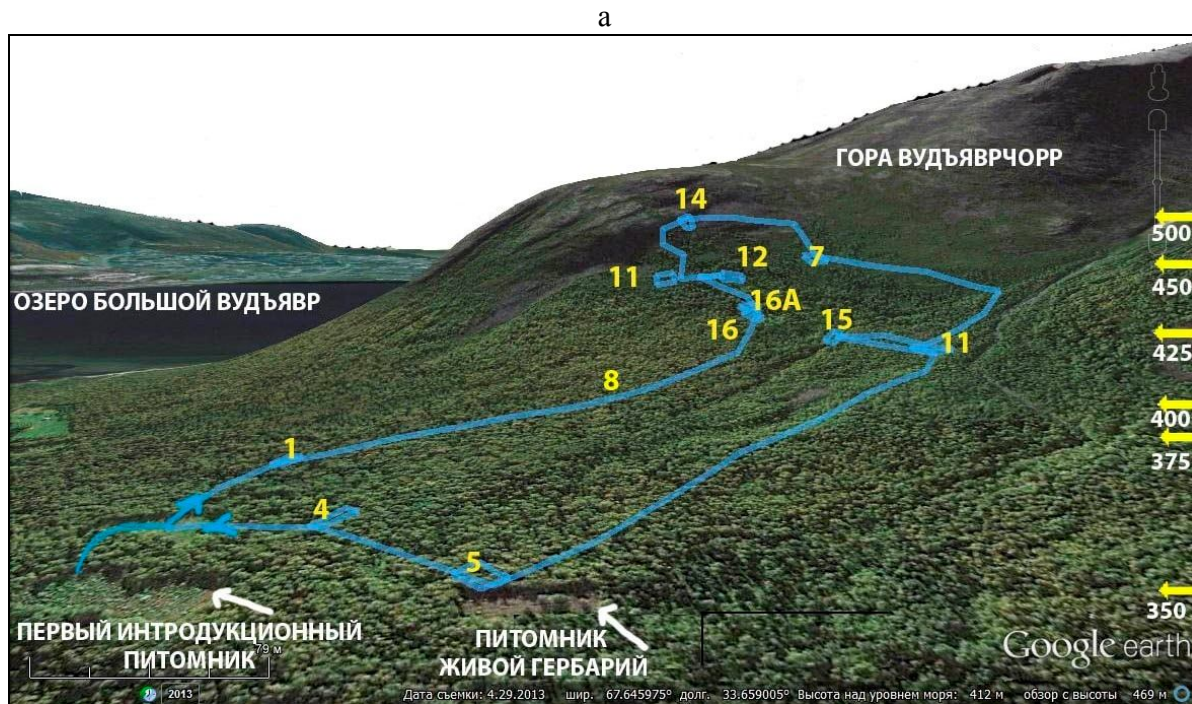 а
ГОРА ВУДЪЯВРЧОРР
14
500
7
12
11
450
ОЗЕРО БОЛЬШОЙ ВУДЪЯВР
16А
16
15
11
425
8
400
1
375
4
5
350
ПЕРВЫЙ ИНТРОДУКЦИОННЫЙ
ПИТОМНИК
79 м
ПИТОМНИК
ЖИВОЙ ГЕРБАРИЙ
Google earth
2013
Дата съемки: 4.29.2013 шир. 67.645975° долг. 33.659005° Высота над уровнем моря: 412 м обзор с высоты 469 м